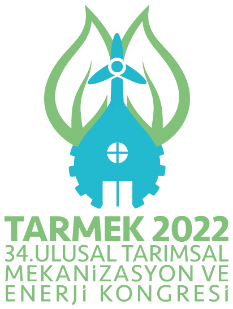 TARMEK 2022
34.ULUSAL TARIMSAL
MEKANiZASYON VE
ENERJi KONGRESi